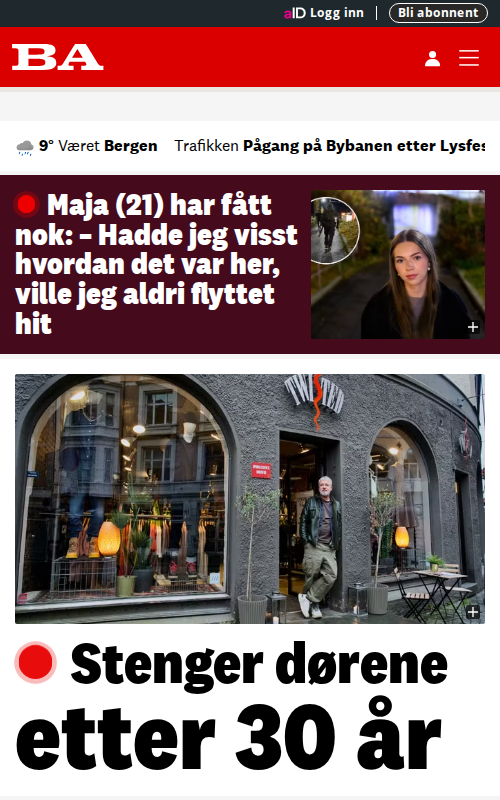 aID Logg inn
Bli abonnent
BA
9° Været Bergen
Trafikken Pågang på Bybanen etter Lysfes
Maja (21) har fått
nok: – Hadde jeg visst
hvordan det var her,
ville jeg aldri flyttet
hit
TWISTER
Stenger dørene
etter 30 år